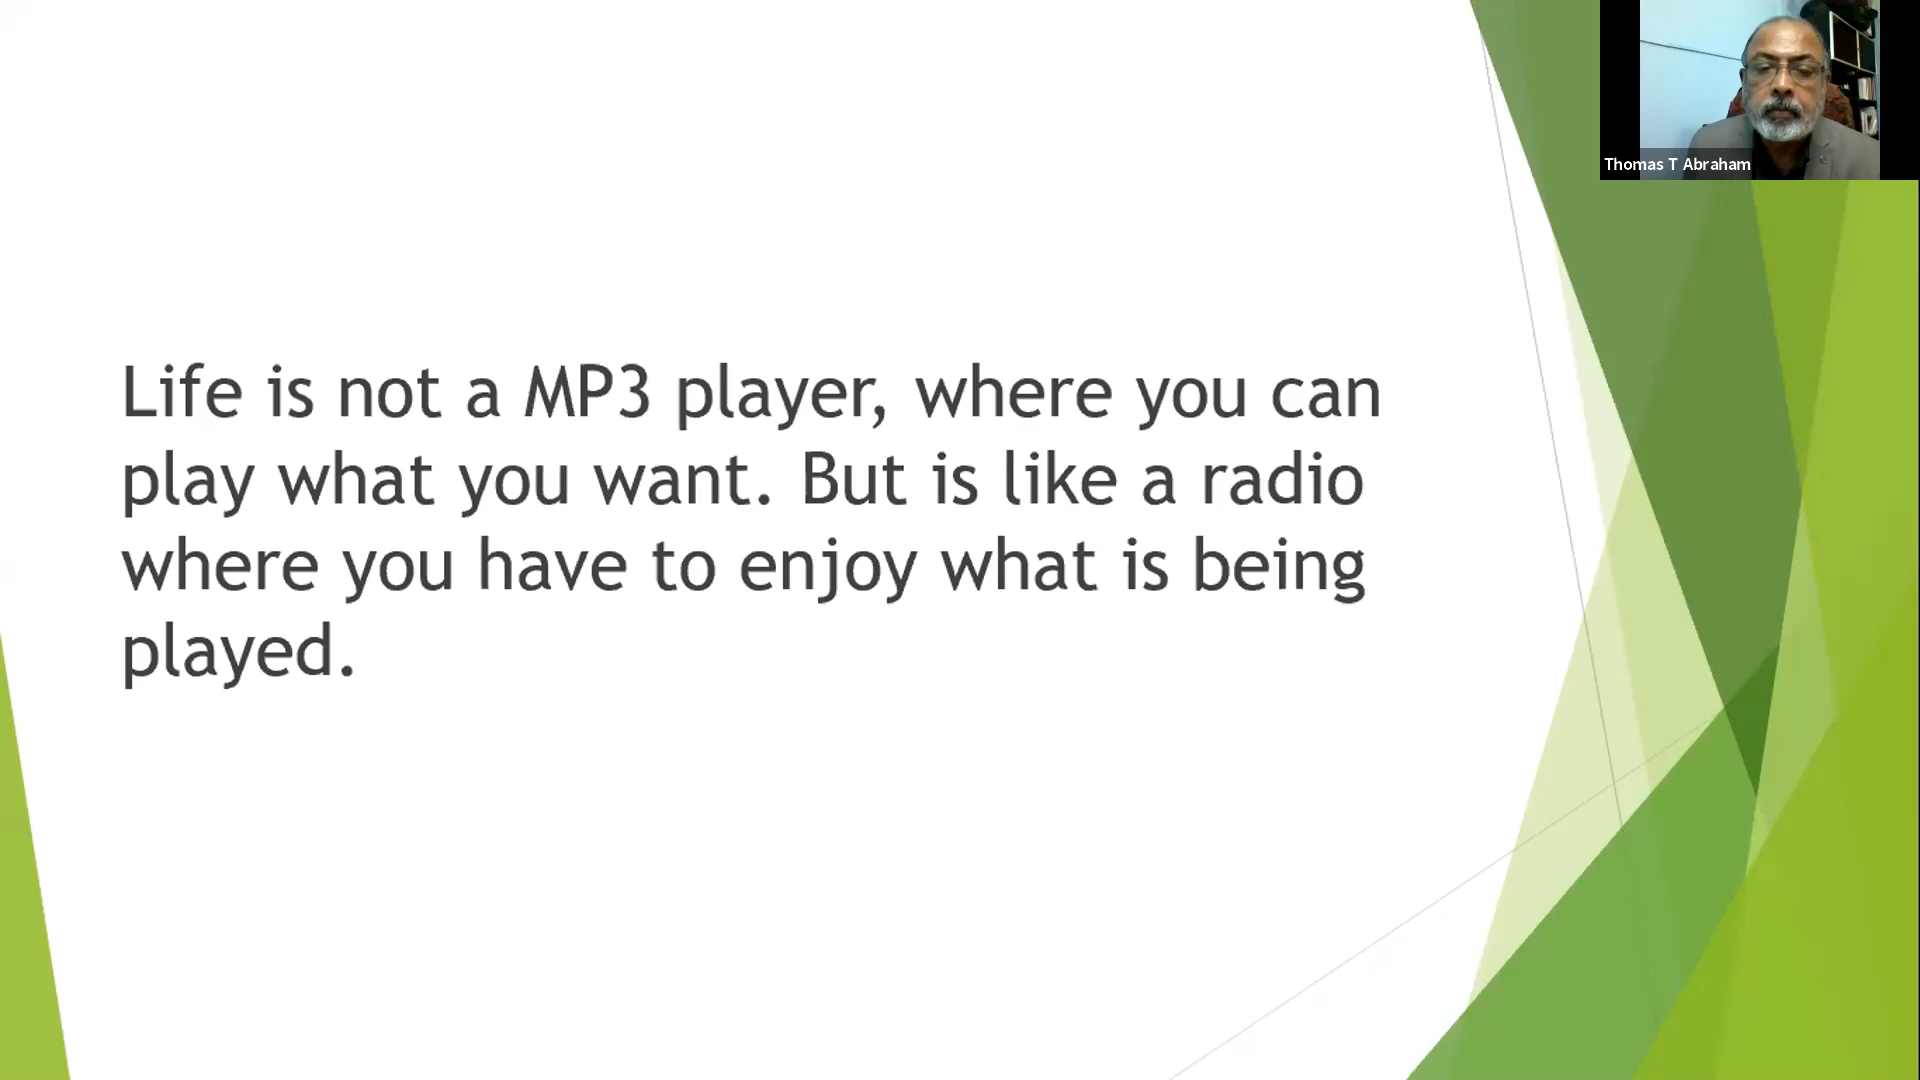 Life is not a MP3 player, where you can
play what you want. But is like a radio
where you have to enjoy what is being
played.
Thomas T Abraham